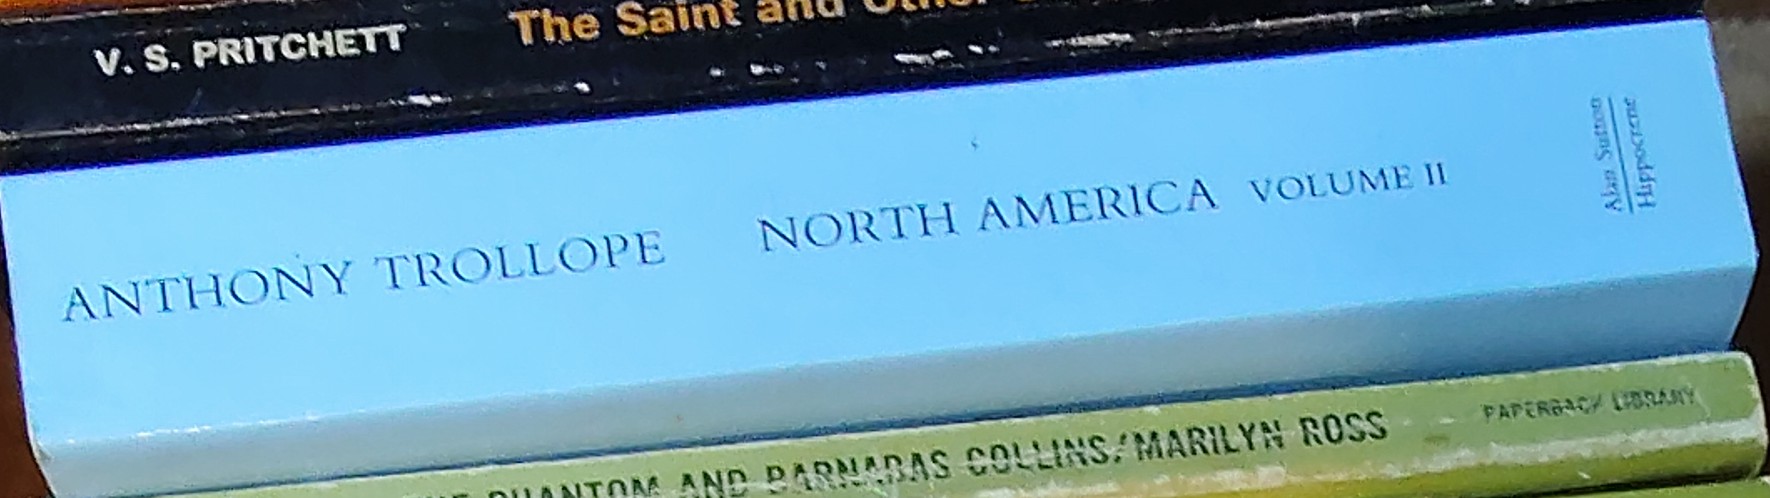 V. S. PRITCHETT The Saint and Other
ANTHONY TROLLOPE NORTH AMERICA VOLUME II
Alan Sutton
Hippocrene
PHANTOM AND BARNABAS COLLINS/MARILYN ROSS PAPERBACK LIBRARY